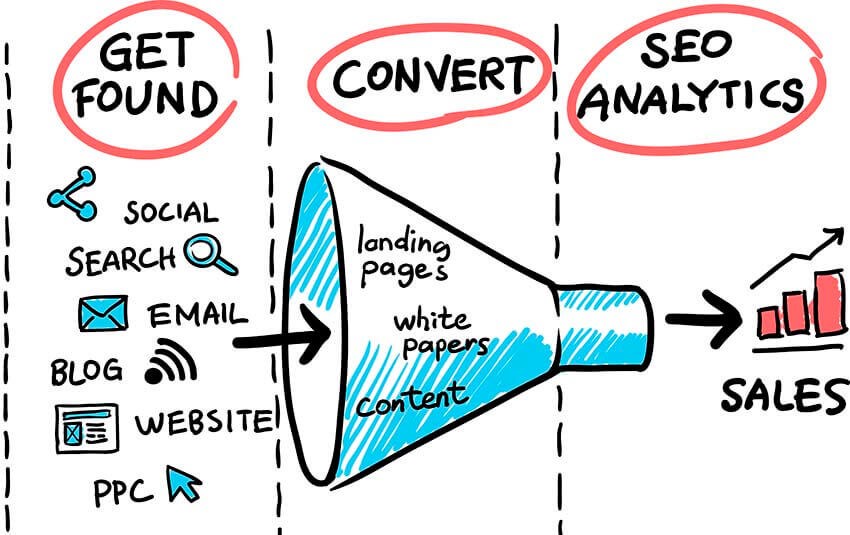 GET
FOUND
CONVERT
SEO
ANALYTICS
SOCIAL
SEARCH
EMAIL
BLOG
WEBSITE
PPC
landing
pages
white
papers
content
SALES